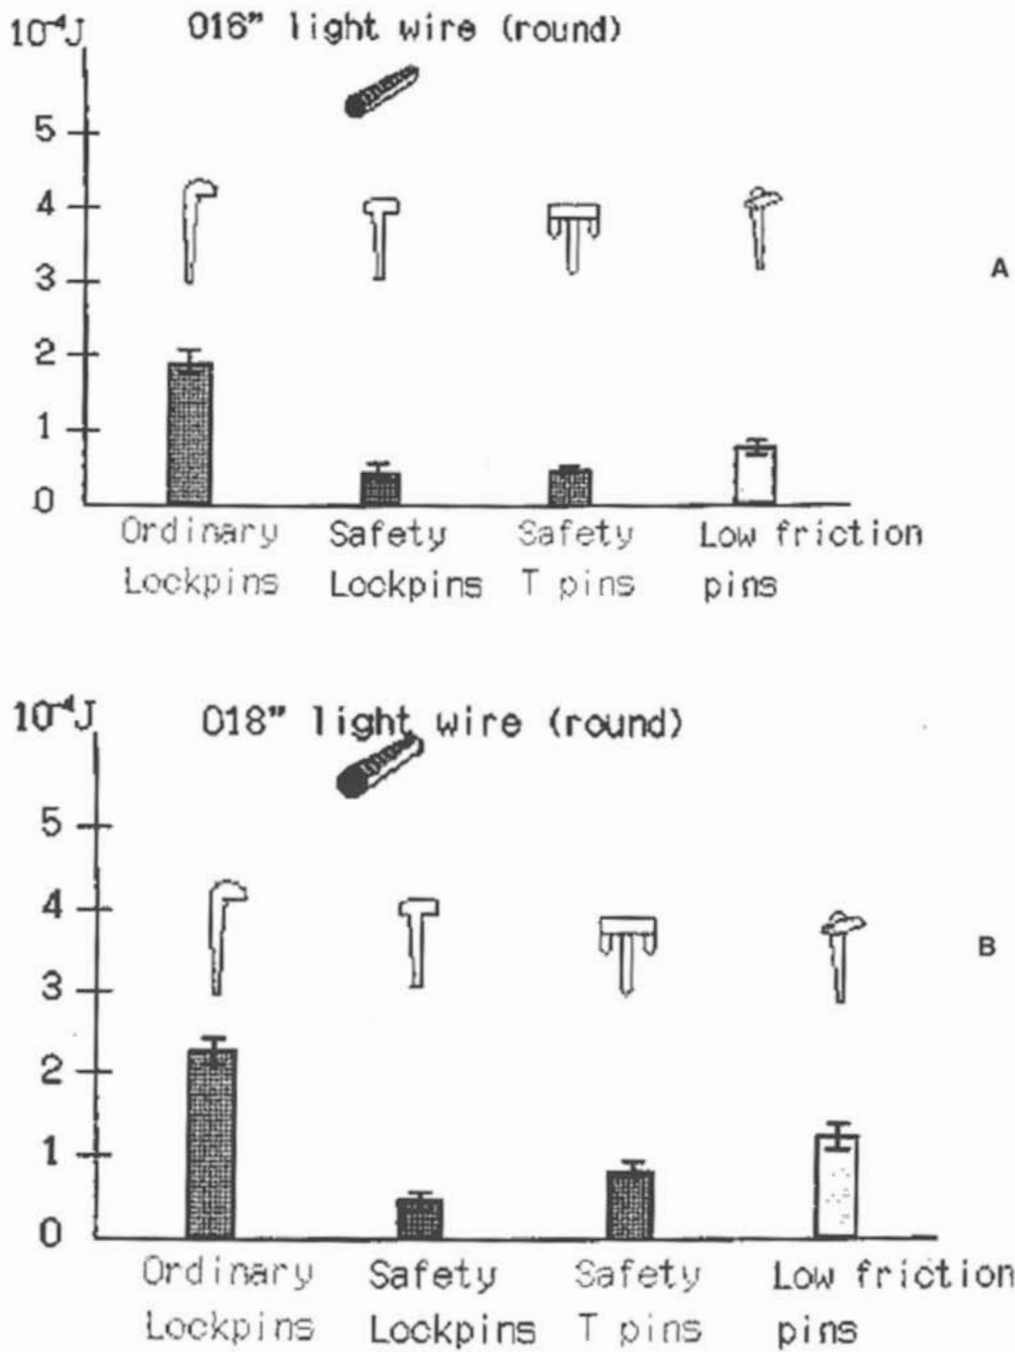 10⁻⁴J 016" light wire (round)
5
4
3
2
1
0
A
Ordinary Lockpins
Safety Lockpins
Safety T pins
Low friction pins
10⁻⁴J 018" light wire (round)
5
4
3
2
1
0
B
Ordinary Lockpins
Safety Lockpins
Safety T pins
Low friction pins